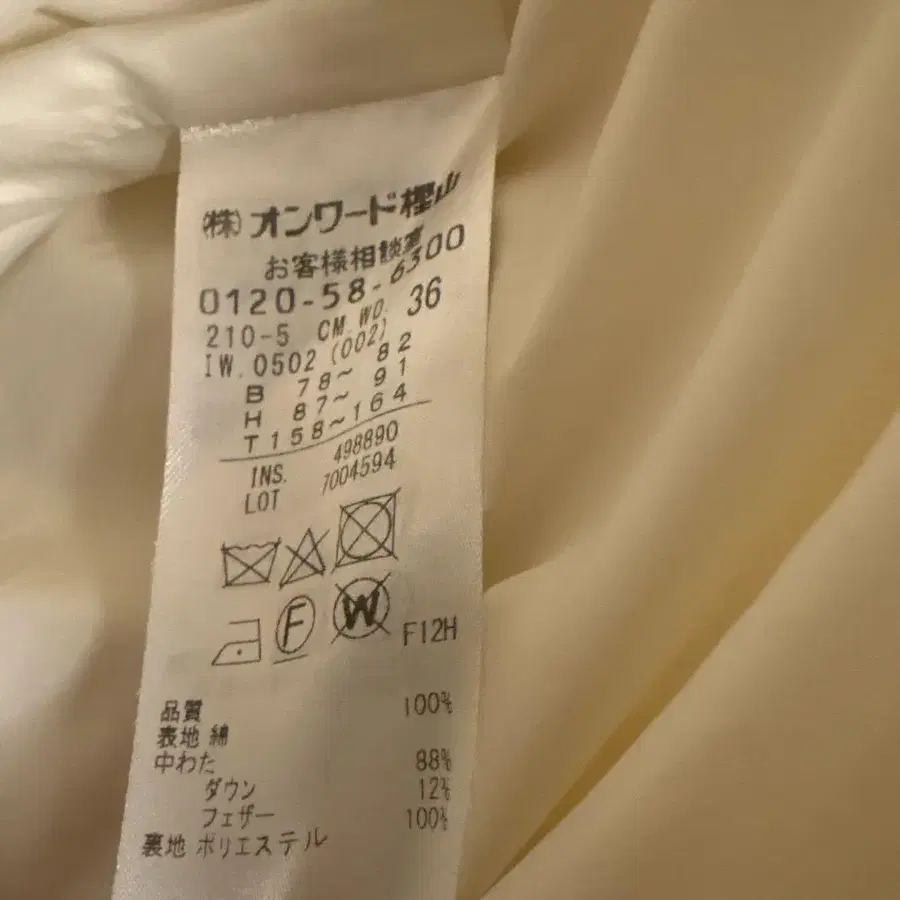 ㈱オンワード樫山
お客様相談室
0120-58-6300
210-5 CM.WD. 36
IW.0502 (002)
B 78~ 82
H 87~ 91
T158~164
INS. 498890
LOT 7004594
F
W
F12H
品質 100%
表地 綿
中わた 88%
ダウン 12%
フェザー 100%
裏地 ポリエステル